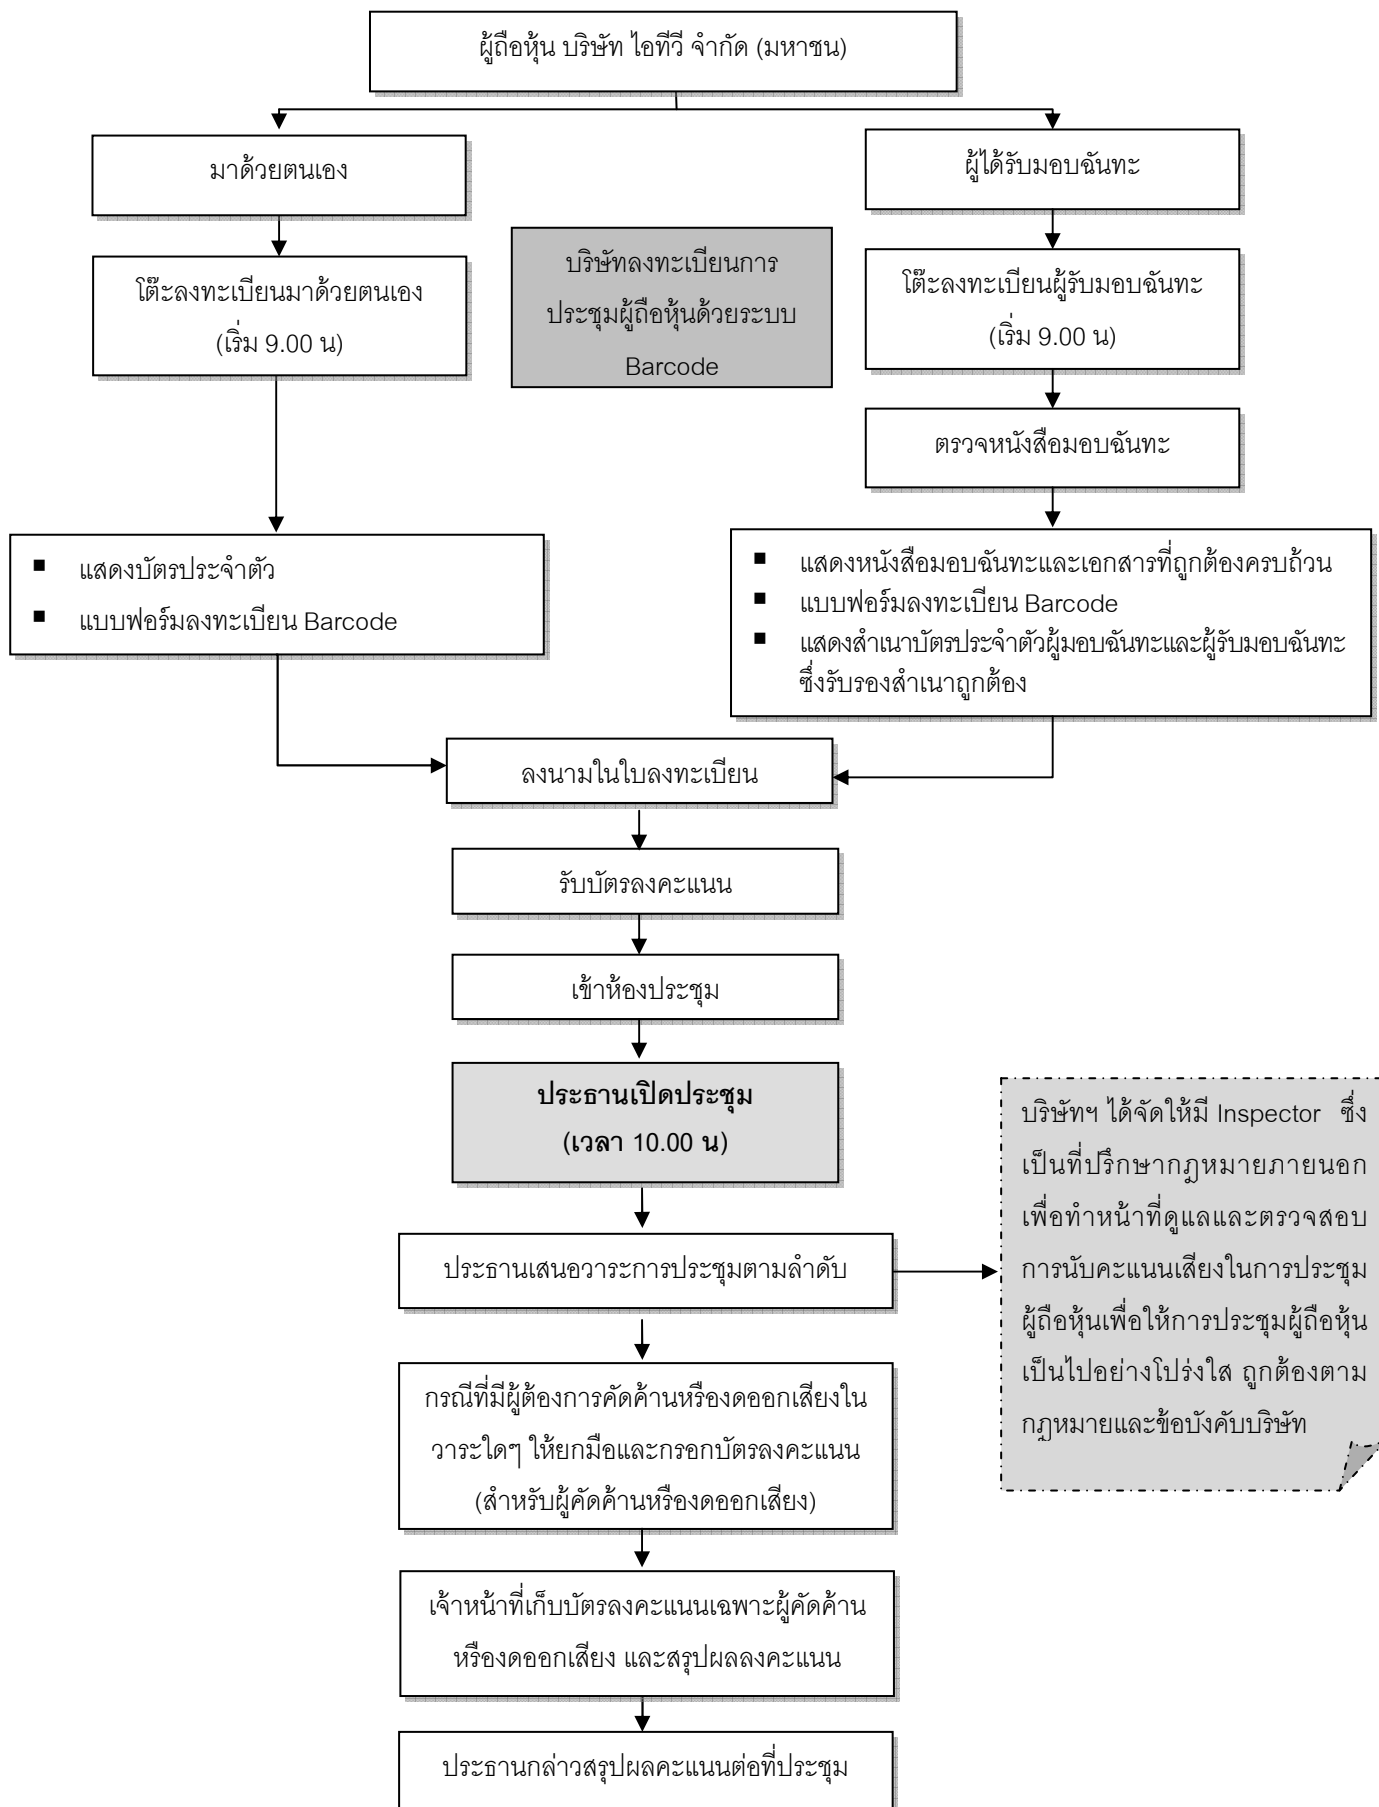 ผู้ถือหุ้น บริษัท ไอทีวี จำกัด (มหาชน)
มาด้วยตนเอง
ผู้ได้รับมอบฉันทะ
โต๊ะลงทะเบียนมาด้วยตนเอง
(เริ่ม 9.00 น)
บริษัทลงทะเบียนการ
ประชุมผู้ถือหุ้นด้วยระบบ
Barcode
โต๊ะลงทะเบียนผู้รับมอบฉันทะ
(เริ่ม 9.00 น)
ตรวจหนังสือมอบฉันทะ
▪ แสดงบัตรประจำตัว
▪ แบบฟอร์มลงทะเบียน Barcode
▪ แสดงหนังสือมอบฉันทะและเอกสารที่ถูกต้องครบถ้วน
▪ แบบฟอร์มลงทะเบียน Barcode
▪ แสดงสำเนาบัตรประจำตัวผู้มอบฉันทะและผู้รับมอบฉันทะ
ซึ่งรับรองสำเนาถูกต้อง
ลงนามในใบลงทะเบียน
รับบัตรลงคะแนน
เข้าห้องประชุม
ประธานเปิดประชุม
(เวลา 10.00 น)
ประธานเสนอวาระการประชุมตามลำดับ
บริษัทฯ ได้จัดให้มี Inspector ซึ่ง
เป็นที่ปรึกษากฎหมายภายนอก
เพื่อทำหน้าที่ดูแลและตรวจสอบ
การนับคะแนนเสียงในการประชุม
ผู้ถือหุ้นเพื่อให้การประชุมผู้ถือหุ้น
เป็นไปอย่างโปร่งใส ถูกต้องตาม
กฎหมายและข้อบังคับบริษัท
กรณีที่มีผู้ต้องการคัดค้านหรืองดออกเสียงใน
วาระใดๆ ให้ยกมือและกรอกบัตรลงคะแนน
(สำหรับผู้คัดค้านหรืองดออกเสียง)
เจ้าหน้าที่เก็บบัตรลงคะแนนเฉพาะผู้คัดค้าน
หรืองดออกเสียง และสรุปผลลงคะแนน
ประธานกล่าวสรุปผลคะแนนต่อที่ประชุม